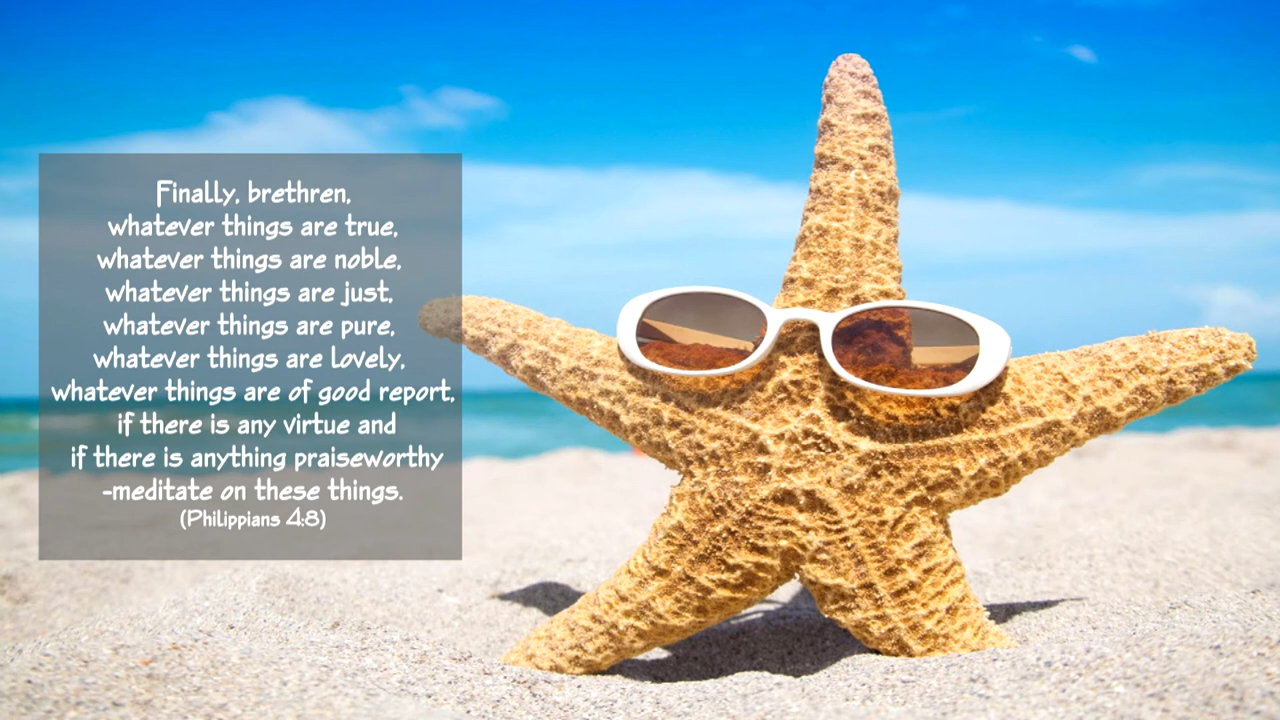 Finally, brethren,
whatever things are true,
whatever things are noble,
whatever things are just,
whatever things are pure,
whatever things are lovely,
whatever things are of good report,
if there is any virtue and
if there is anything praiseworthy
-meditate on these things.
(Philippians 4:8)